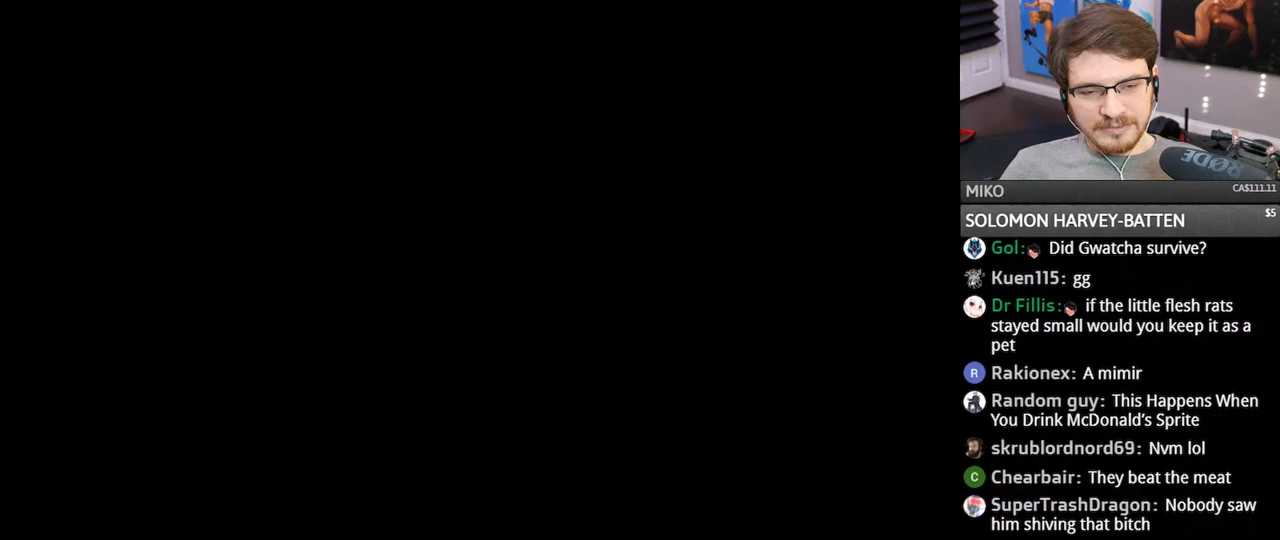 RØDE
MIKO
CA$111.11
SOLOMON HARVEY-BATTEN
$5
Gol: Did Gwatcha survive?
Kuen115: gg
Dr Fillis: if the little flesh rats
stayed small would you keep it as a
pet
R
Rakionex: A mimir
Random guy: This Happens When
You Drink McDonald's Sprite
skrublordnord69: Nvm lol
C
Chearbair: They beat the meat
SuperTrashDragon: Nobody saw
him shiving that bitch